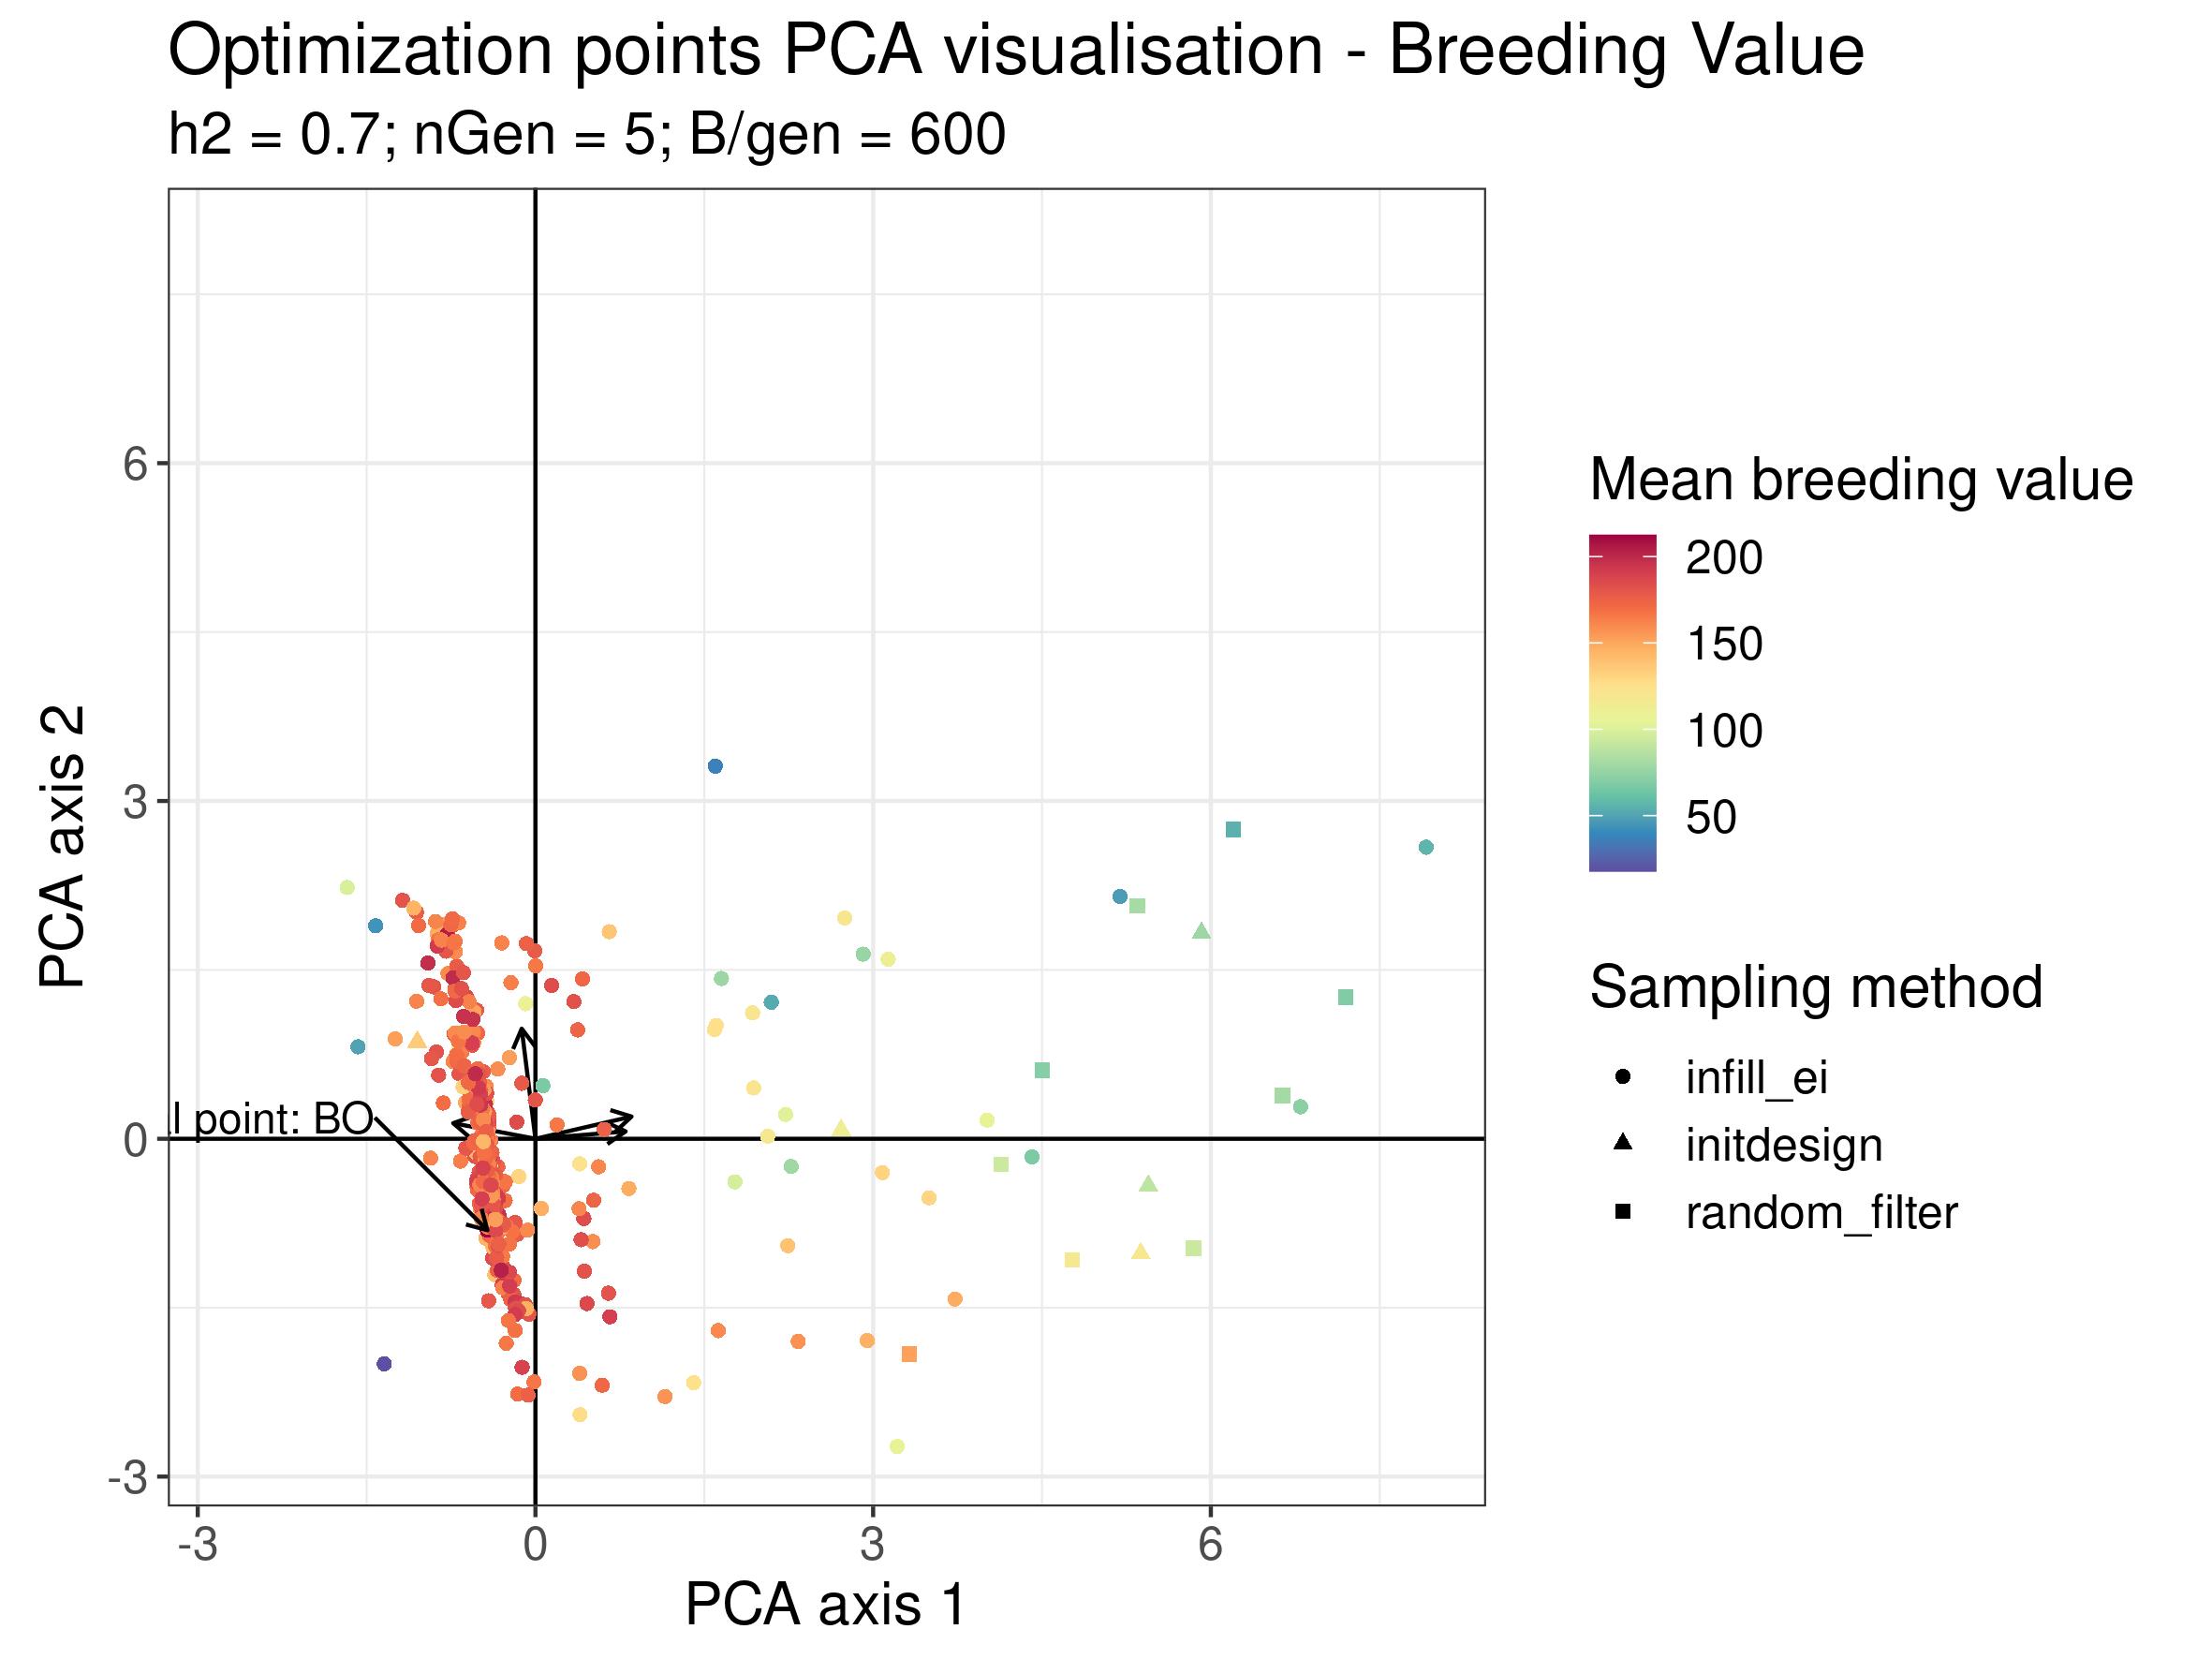 Optimization points PCA visualisation - Breeding Value
h2 = 0.7; nGen = 5; B/gen = 600
PCA axis 2
6
3
0
-3
l point: BO
-3
0
3
6
PCA axis 1
Mean breeding value
200
150
100
50
Sampling method
infill_ei
initdesign
random_filter